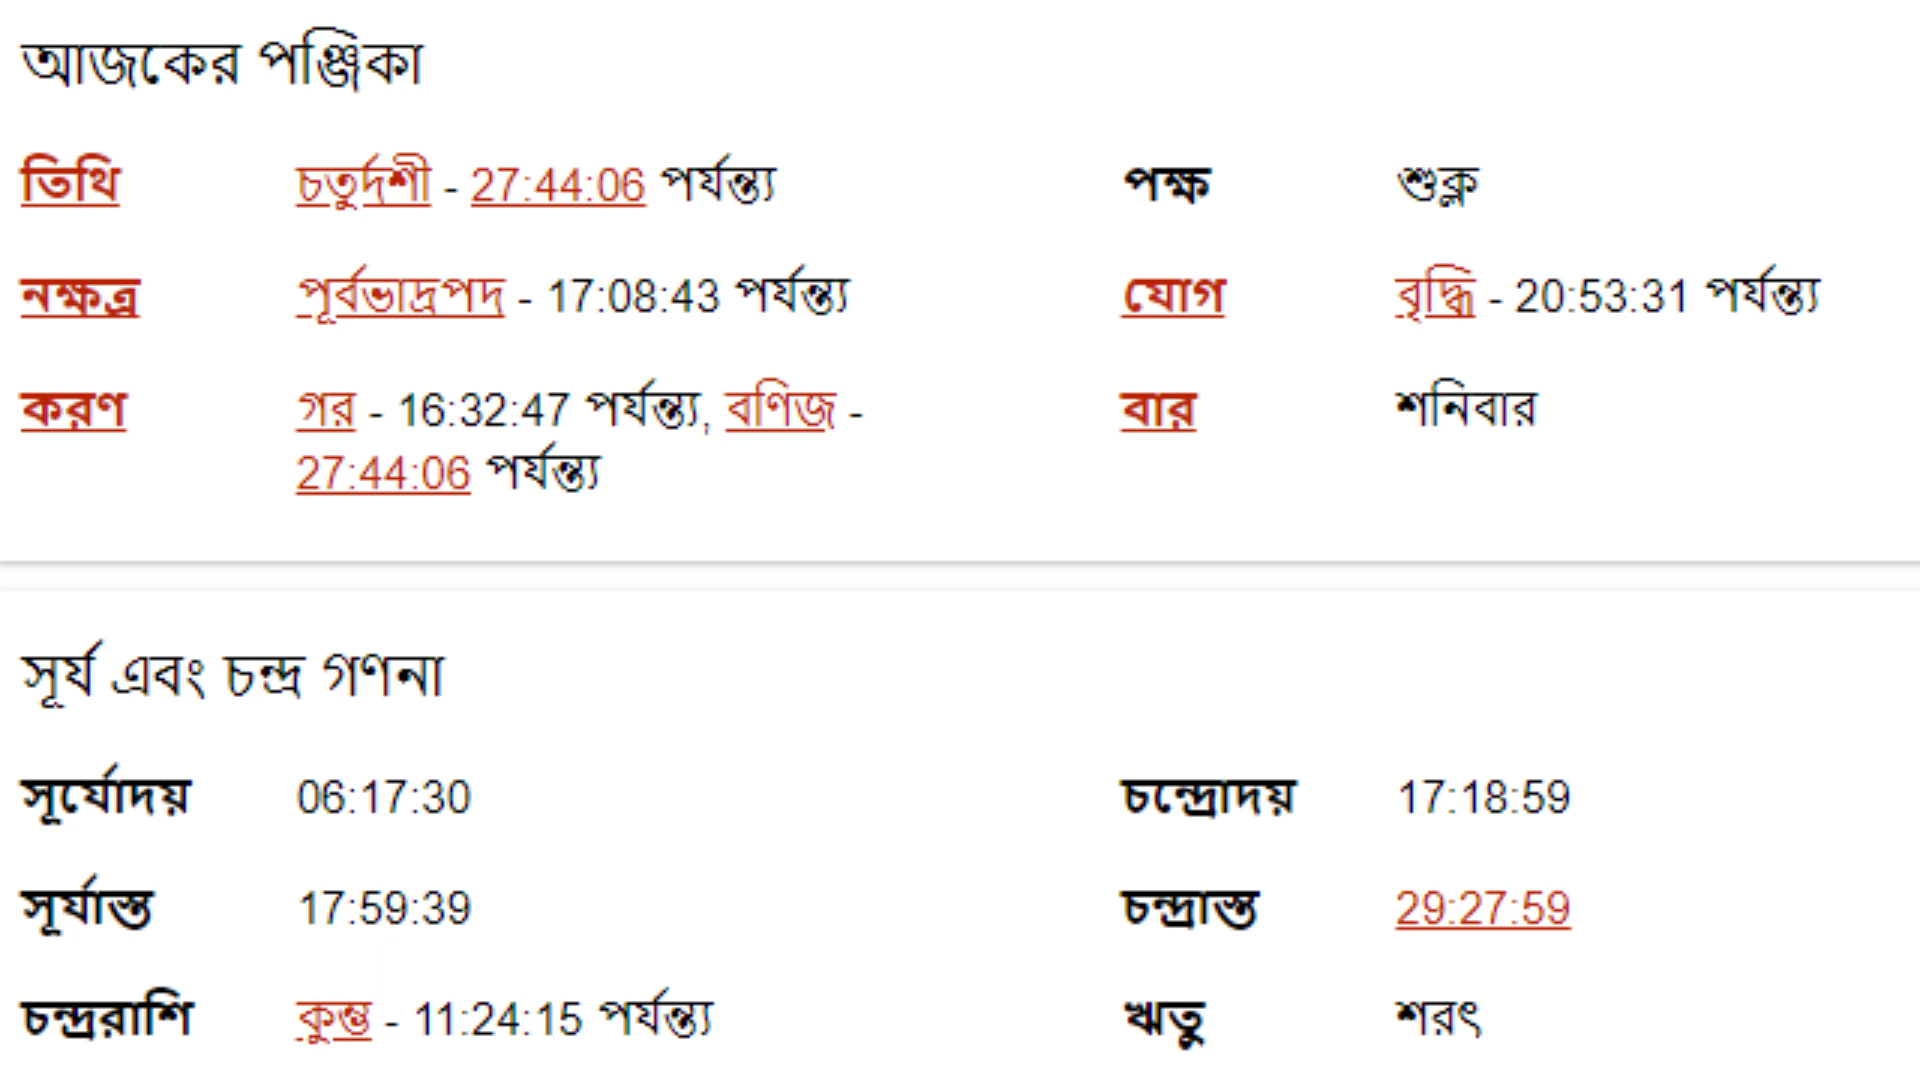 আজকের পঞ্জিকা
তিথি চতুর্দশী - 27:44:06 পর্যন্ত্য পক্ষ শুক্ল
নক্ষত্র পূর্বভাদ্রপদ - 17:08:43 পর্যন্ত্য যোগ বৃদ্ধি - 20:53:31 পর্যন্ত্য
করণ গর - 16:32:47 পর্যন্ত্য, বণিজ - বার শনিবার
27:44:06 পর্যন্ত্য
সূর্য এবং চন্দ্র গণনা
সূর্যোদয় 06:17:30 চন্দ্রোদয় 17:18:59
সূর্যাস্ত 17:59:39 চন্দ্রাস্ত 29:27:59
চন্দ্ররাশি কুম্ভ - 11:24:15 পর্যন্ত্য ঋতু শরৎ